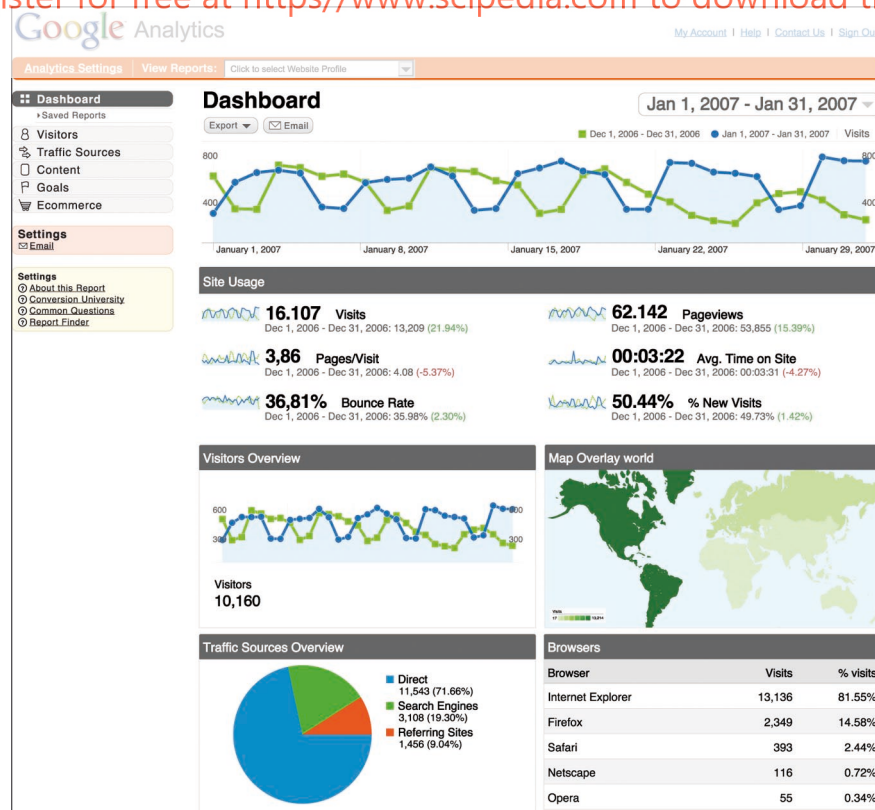 ister for free at https//www.scipedia.com to download t
Google Analytics
My Account | Help | Contact Us | Sign Ou
Analytics Settings | View Reports: Click to select Website Profile
Dashboard
Saved Reports
Visitors
Traffic Sources
Content
Goals
Ecommerce
Settings
Email
Settings
About this Report
Conversion University
Common Questions
Report Finder
Dashboard
Jan 1, 2007 - Jan 31, 2007
Export Email
Dec 1, 2006 - Dec 31, 2006 Jan 1, 2007 - Jan 31, 2007 Visits
800 800
400 400
January 1, 2007 January 8, 2007 January 15, 2007 January 22, 2007 January 29, 2007
Site Usage
16.107 Visits
Dec 1, 2006 - Dec 31, 2006: 13,209 (21.94%)
62.142 Pageviews
Dec 1, 2006 - Dec 31, 2006: 53,855 (15.39%)
3,86 Pages/Visit
Dec 1, 2006 - Dec 31, 2006: 4.08 (-5.37%)
00:03:22 Avg. Time on Site
Dec 1, 2006 - Dec 31, 2006: 00:03:31 (-4.27%)
36,81% Bounce Rate
Dec 1, 2006 - Dec 31, 2006: 35.98% (2.30%)
50.44% % New Visits
Dec 1, 2006 - Dec 31, 2006: 49.73% (1.42%)
Visitors Overview
600 600
300 300
Visitors
10,160
Map Overlay world
Visits
Traffic Sources Overview
Direct
11,543 (71.66%)
Search Engines
3,108 (19.30%)
Referring Sites
1,456 (9.04%)
Browsers
Browser Visits % visits
Internet Explorer 13,136 81.55%
Firefox 2,349 14.58%
Safari 393 2.44%
Netscape 116 0.72%
Opera 55 0.34%